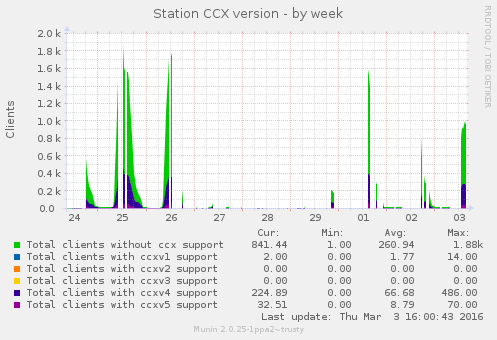 Station CCX version - by week
RRDTOOL / TOBI OETIKER
Clients
2.0 k
1.8 k
1.6 k
1.4 k
1.2 k
1.0 k
0.8 k
0.6 k
0.4 k
0.2 k
0.0
24 25 26 27 28 29 01 02 03
Cur: Min: Avg: Max:
Total clients without ccx support 841.44 1.00 260.94 1.88k
Total clients with ccxv1 support 2.00 0.00 1.77 14.00
Total clients with ccxv2 support 0.00 0.00 0.00 0.00
Total clients with ccxv3 support 0.00 0.00 0.00 0.00
Total clients with ccxv4 support 224.89 0.00 66.68 486.00
Total clients with ccxv5 support 32.51 0.00 8.79 70.00
Last update: Thu Mar 3 16:00:43 2016
Munin 2.0.25-1ppa2~trusty